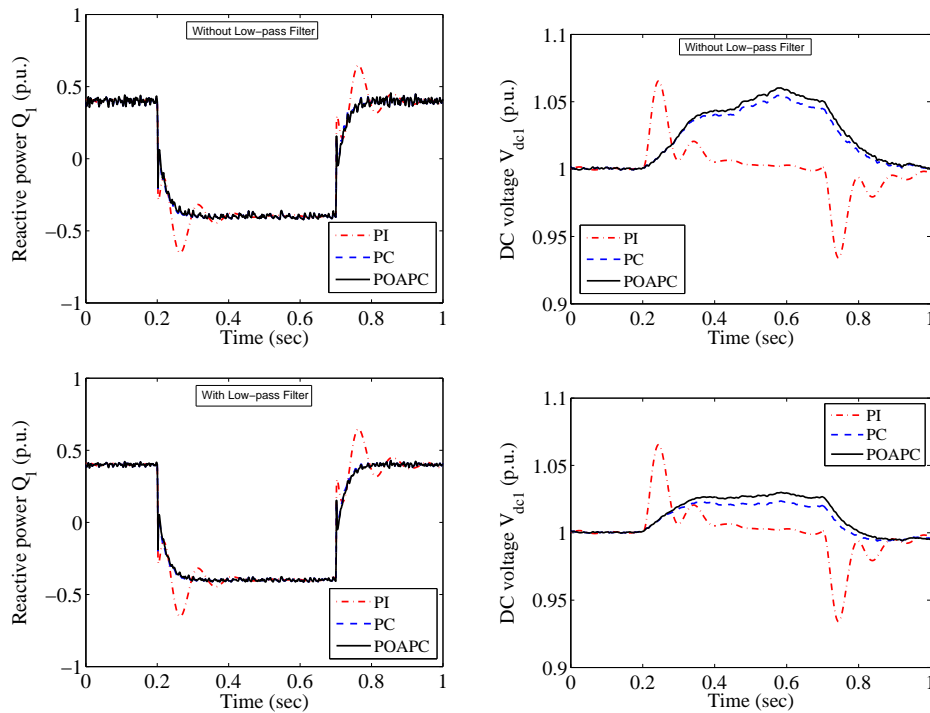 Without Low-pass Filter
Reactive power Q1 (p.u.)
1
0.5
0
−0.5
−1
PI
PC
POAPC
0 0.2 0.4 0.6 0.8 1
Time (sec)
Without Low-pass Filter
DC voltage Vdc1 (p.u.)
1.1
1.05
1
0.95
0.9
PI
PC
POAPC
0 0.2 0.4 0.6 0.8 1
Time (sec)
With Low-pass Filter
Reactive power Q1 (p.u.)
1
0.5
0
−0.5
−1
PI
PC
POAPC
0 0.2 0.4 0.6 0.8 1
Time (sec)
DC voltage Vdc1 (p.u.)
1.1
1.05
1
0.95
0.9
PI
PC
POAPC
0 0.2 0.4 0.6 0.8 1
Time (sec)